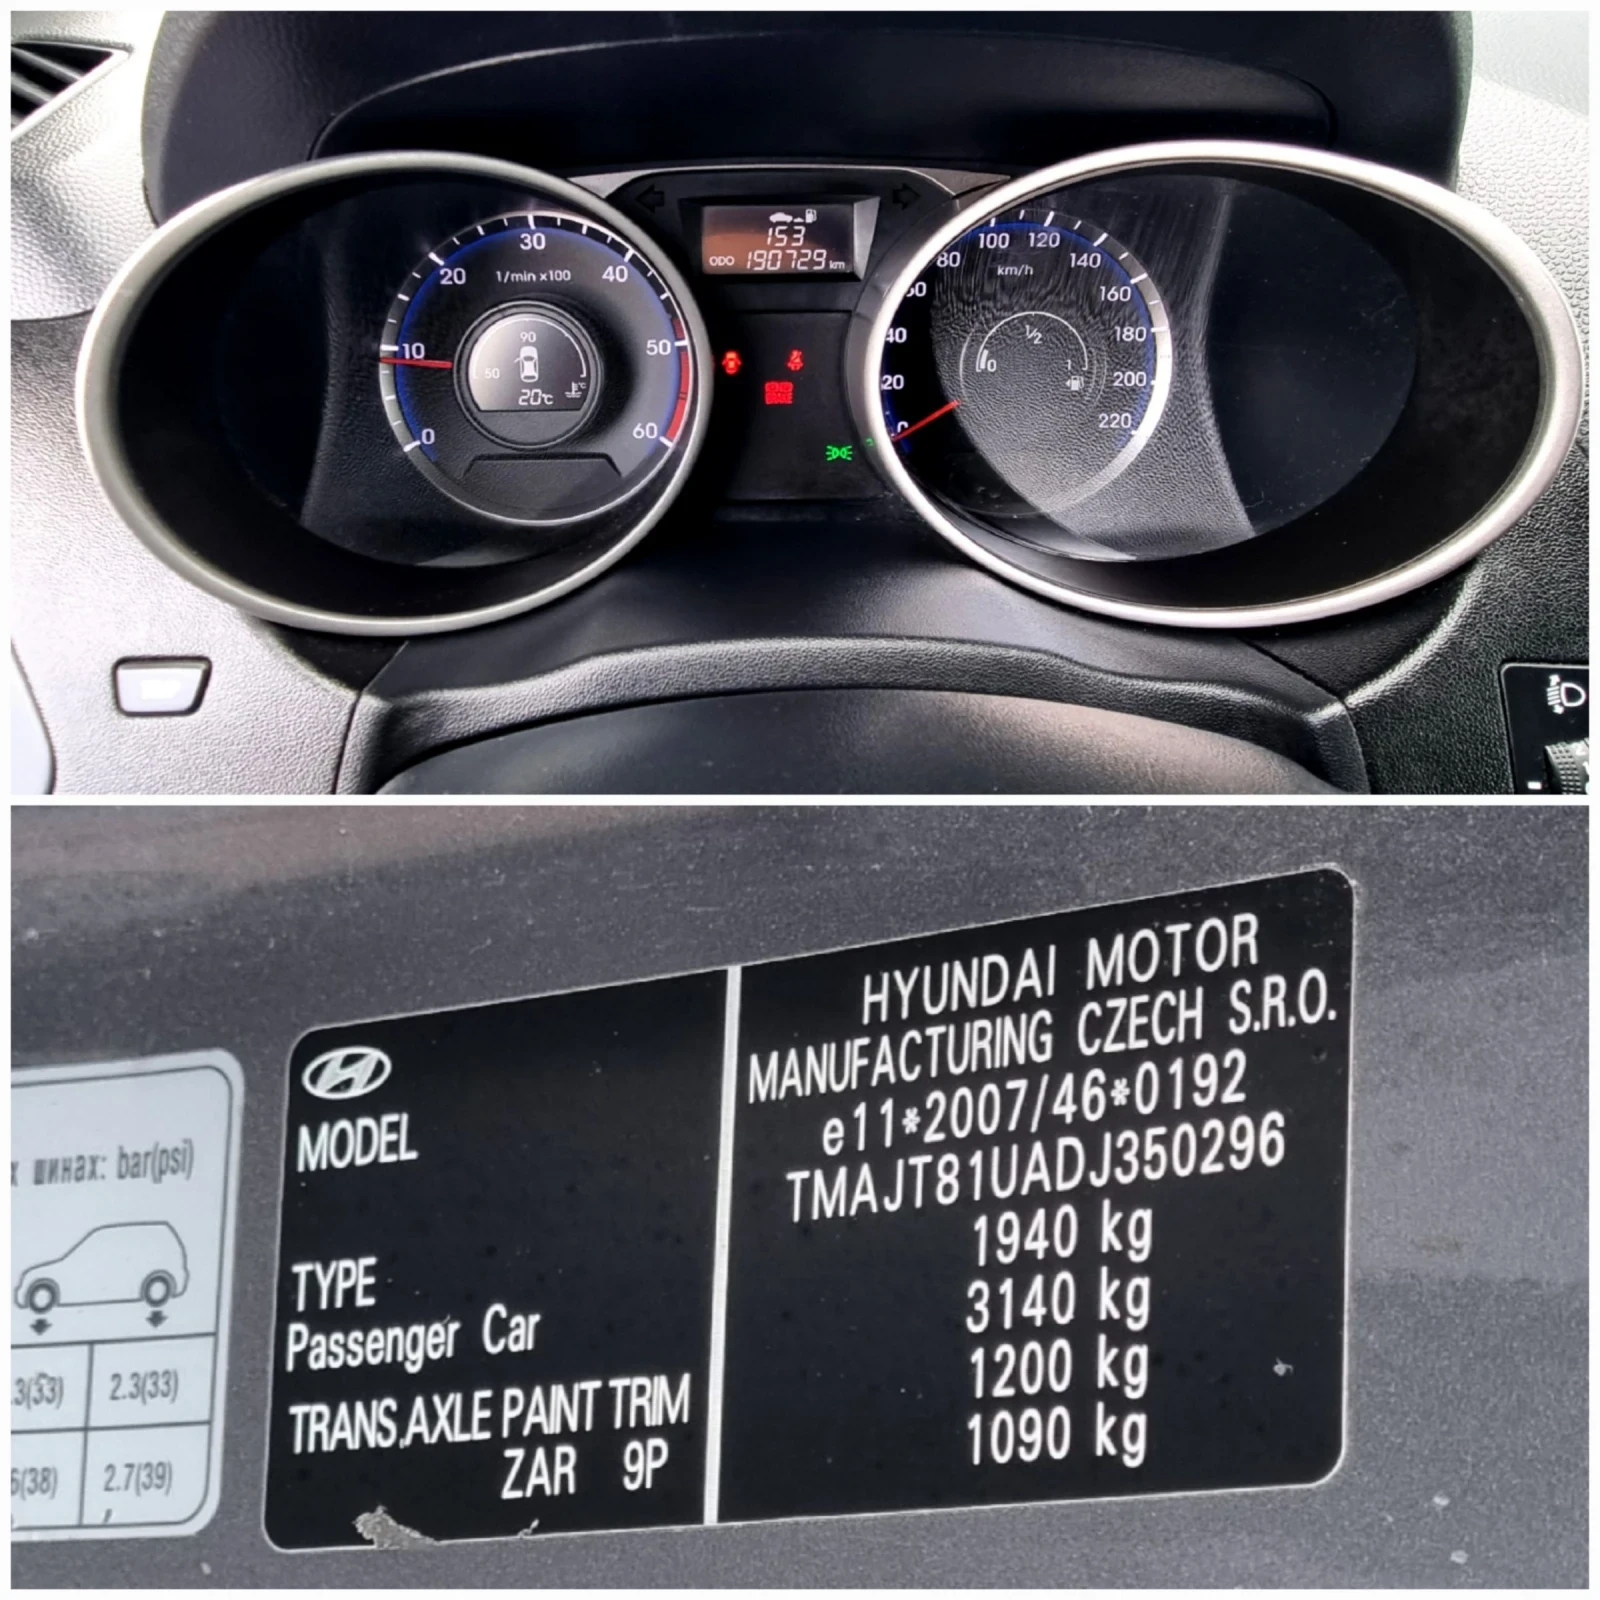 153
ODO 190729 km
10 20 30 40 50 60
0
1/min x100
90
50
20°C
0 20 40 60 80 100 120 140 160 180 200 220
km/h
1/2
0 1
шинах: bar(psi)
2.3(33)
2.7(39)
MODEL
TYPE
Passenger Car
TRANS.AXLE PAINT TRIM
ZAR 9P
HYUNDAI MOTOR
MANUFACTURING CZECH S.R.O.
e11*2007/46*0192
TMAJT81UADJ350296
1940 kg
3140 kg
1200 kg
1090 kg